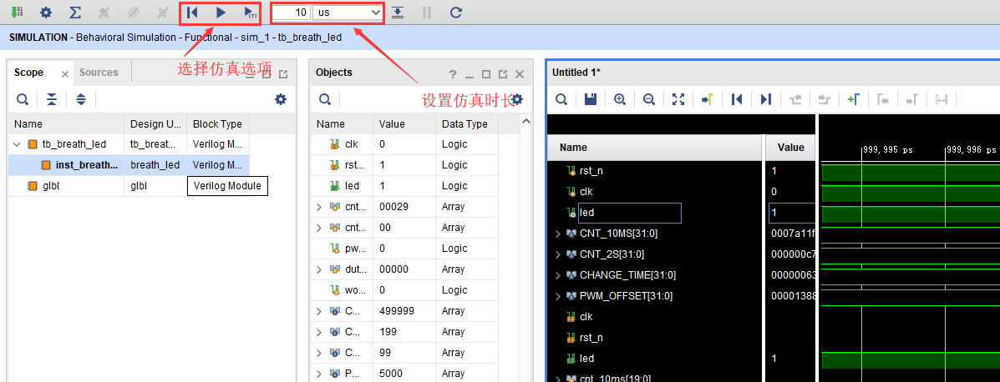 10 us
SIMULATION - Behavioral Simulation - Functional - sim_1 - tb_breath_led
选择仿真选项
设置仿真时长
Scope Sources
Name Design U... Block Type
tb_breath_led tb_breat... Verilog M...
inst_breath... breath_led Verilog M...
glbl glbl Verilog Module
Objects
Name Value Data Type
clk 0 Logic
rst... 1 Logic
led 1 Logic
cnt... 00029 Array
cnt... 00 Array
pw... 0 Logic
dut... 00000 Array
wo... 0 Logic
C... 499999 Array
C... 199 Array
C... 99 Array
P... 5000 Array
Untitled 1*
Name Value
999,995 ps 999,996 ps
rst_n 1
clk 0
led 1
CNT_10MS[31:0] 0007a11f
CNT_2S[31:0] 000000c7
CHANGE_TIME[31:0] 00000063
PWM_OFFSET[31:0] 00001388
clk
rst_n
led 1
cnt_10ms[19:0]